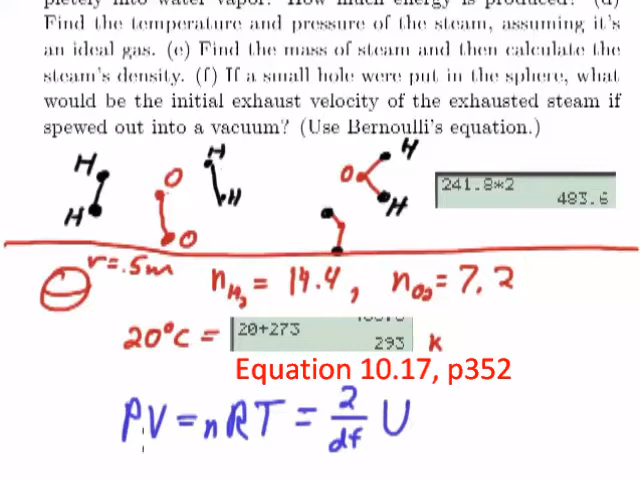 pletely into water vapor. How much energy is produced? (d)
Find the temperature and pressure of the steam, assuming it's
an ideal gas. (e) Find the mass of steam and then calculate the
steam's density. (f) If a small hole were put in the sphere, what
would be the initial exhaust velocity of the exhausted steam if
spewed out into a vacuum? (Use Bernoulli's equation.)
H H O O H H O H H
241.8*2
483.6
r=.5m n_H₂ = 14.4, n_O₂ = 7.2
20°C = 20+273
293 K
Equation 10.17, p352
PV = nRT = 2/df U